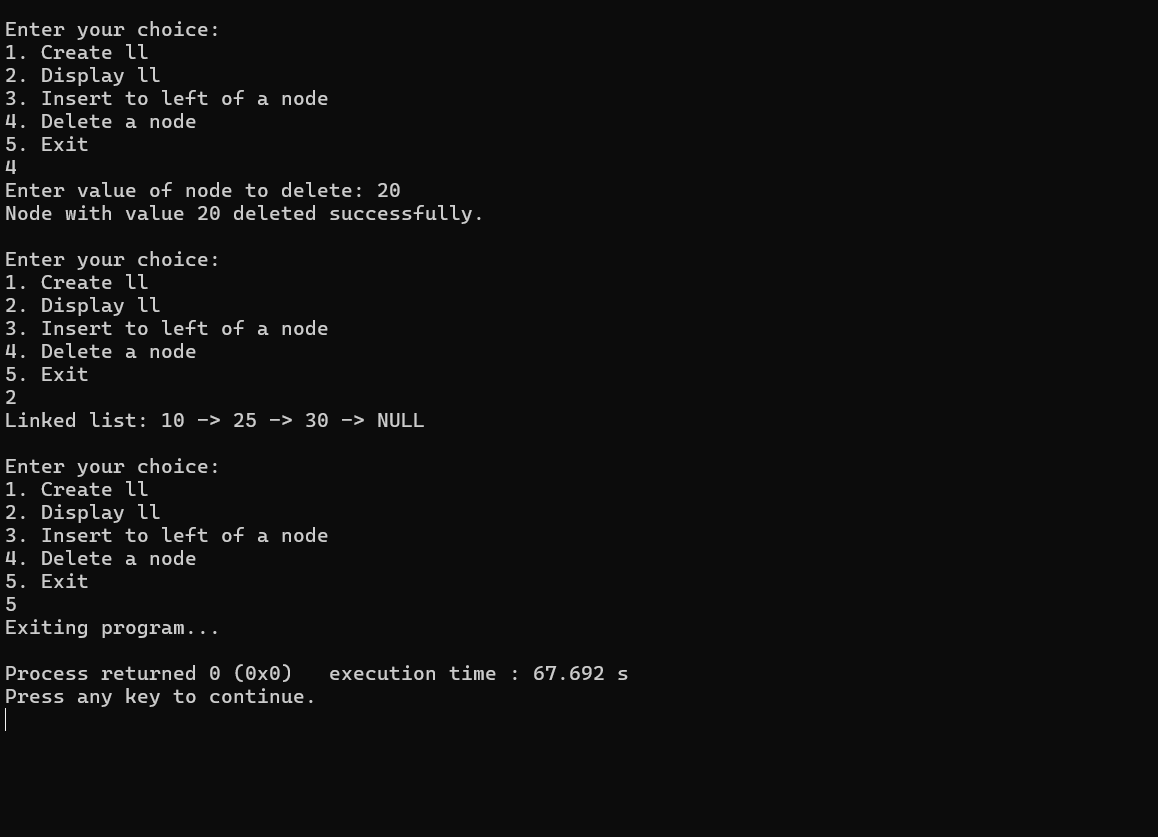 Enter your choice:
1. Create ll
2. Display ll
3. Insert to left of a node
4. Delete a node
5. Exit
4
Enter value of node to delete: 20
Node with value 20 deleted successfully.

Enter your choice:
1. Create ll
2. Display ll
3. Insert to left of a node
4. Delete a node
5. Exit
2
Linked list: 10 -> 25 -> 30 -> NULL

Enter your choice:
1. Create ll
2. Display ll
3. Insert to left of a node
4. Delete a node
5. Exit
5
Exiting program...

Process returned 0 (0x0)   execution time : 67.692 s
Press any key to continue.